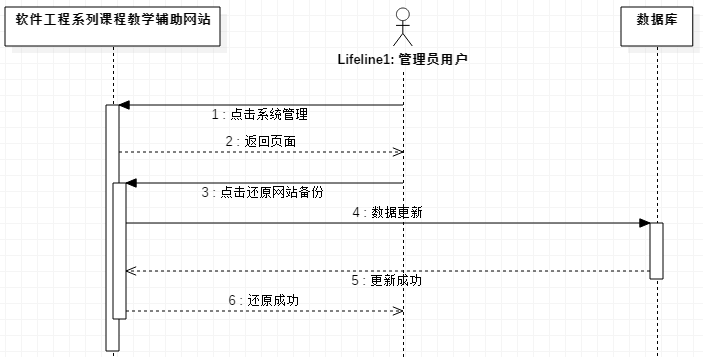 软件工程系列课程教学辅助网站
数据库
Lifeline1: 管理员用户
1 : 点击系统管理
2 : 返回页面
3 : 点击还原网站备份
4 : 数据更新
5 : 更新成功
6 : 还原成功